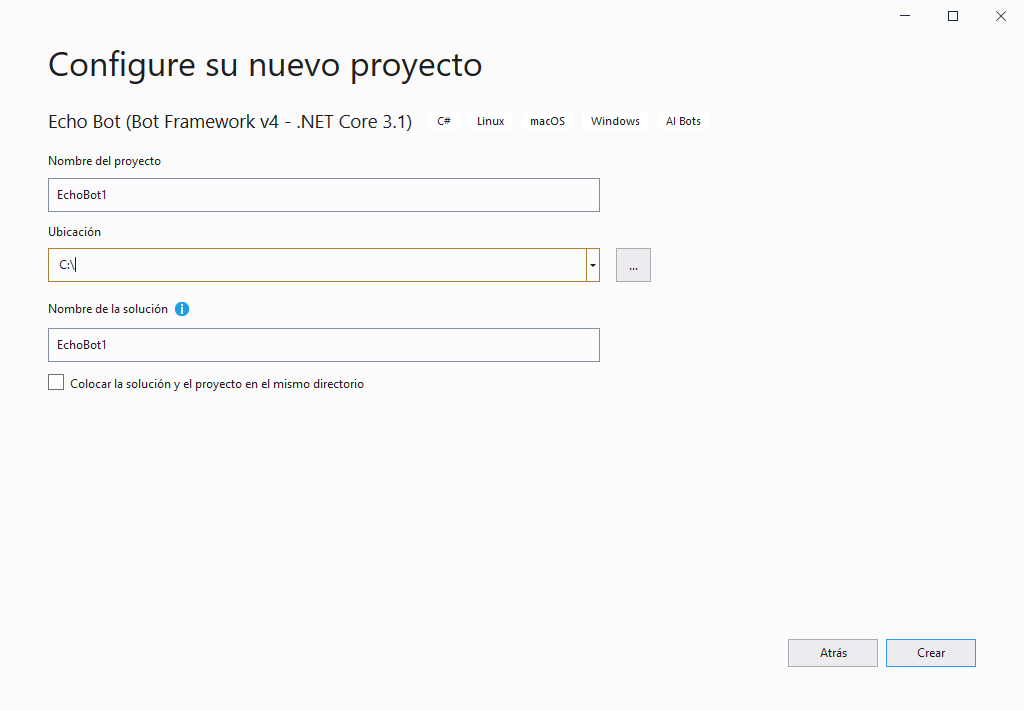 Configure su nuevo proyecto
Echo Bot (Bot Framework v4 - .NET Core 3.1) C# Linux macOS Windows AI Bots
Nombre del proyecto
EchoBot1
Ubicación
C:\
...
Nombre de la solución
EchoBot1
Colocar la solución y el proyecto en el mismo directorio
Atrás Crear